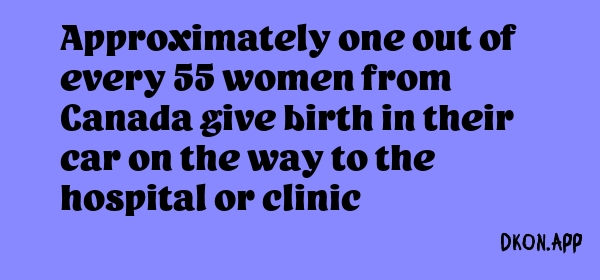 Approximately one out of
every 55 women from
Canada give birth in their
car on the way to the
hospital or clinic
DKON.APP